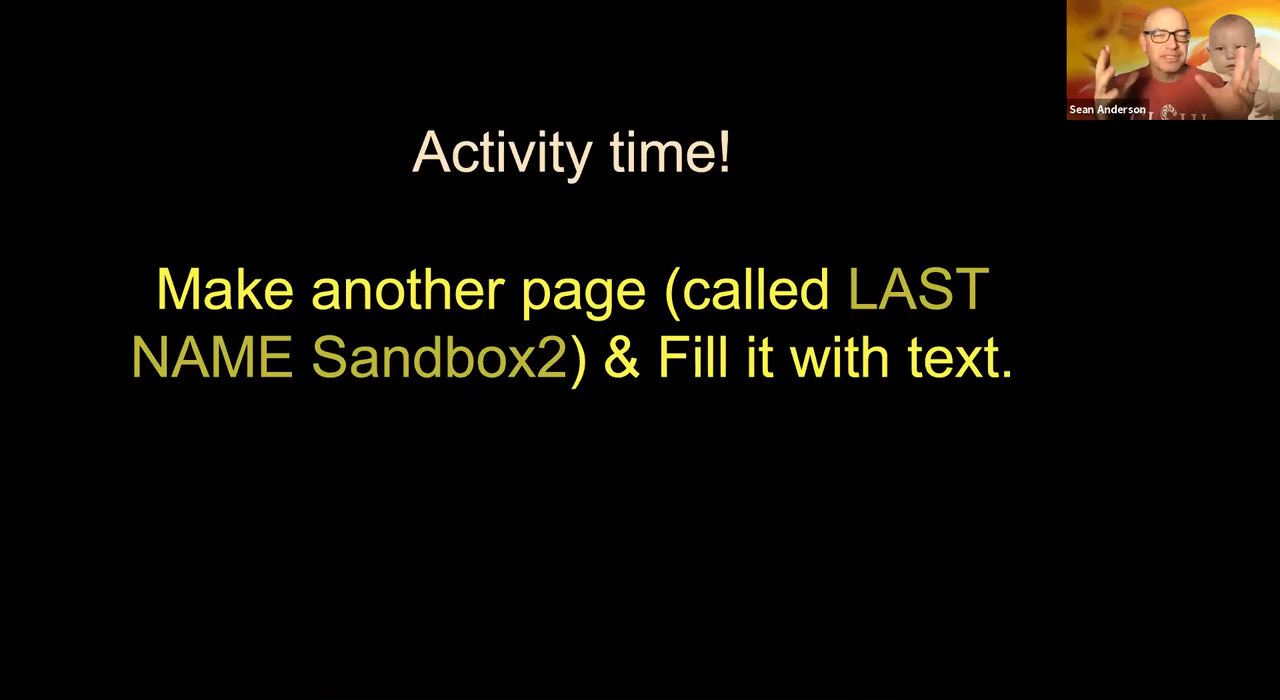 Activity time!
Make another page (called LAST
NAME Sandbox2) & Fill it with text.
Sean Anderson